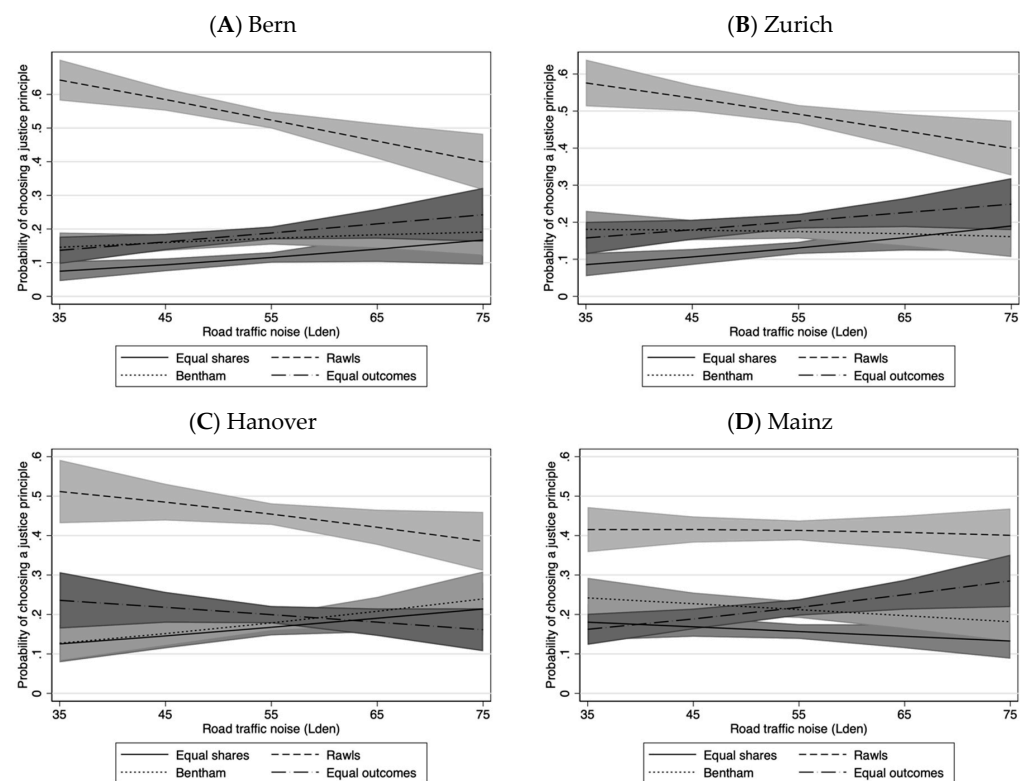 (A) Bern
Probability of choosing a justice principle
.6
.5
.4
.3
.2
.1
0
35 45 55 65 75
Road traffic noise (Lden)
Equal shares Rawls
Bentham Equal outcomes
(B) Zurich
Probability of choosing a justice principle
.6
.5
.4
.3
.2
.1
0
35 45 55 65 75
Road traffic noise (Lden)
Equal shares Rawls
Bentham Equal outcomes
(C) Hanover
Probability of choosing a justice principle
.6
.5
.4
.3
.2
.1
0
35 45 55 65 75
Road traffic noise (Lden)
Equal shares Rawls
Bentham Equal outcomes
(D) Mainz
Probability of choosing a justice principle
.6
.5
.4
.3
.2
.1
0
35 45 55 65 75
Road traffic noise (Lden)
Equal shares Rawls
Bentham Equal outcomes